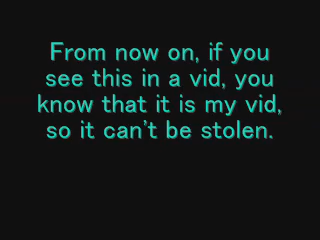 From now on, if you
see this in a vid, you
know that it is my vid,
so it can't be stolen.